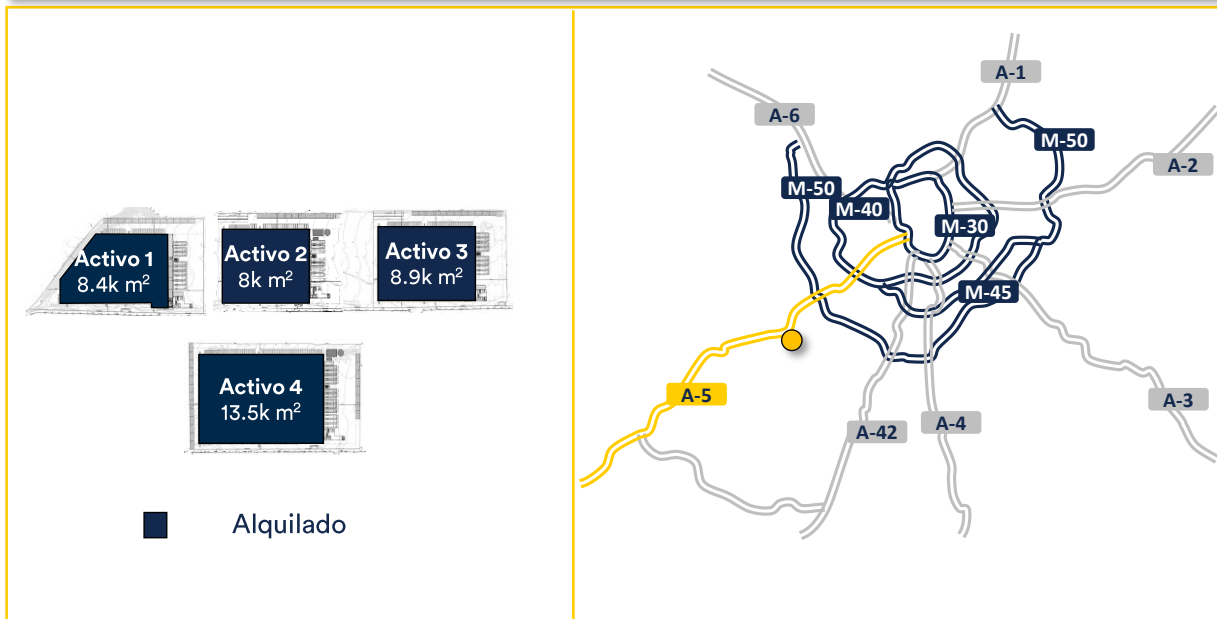 Activo 1
8.4k m²
Activo 2
8k m²
Activo 3
8.9k m²
Activo 4
13.5k m²
Alquilado
A-1
A-6
M-50
A-2
M-50
M-40
M-30
M-45
A-5
A-3
A-42
A-4